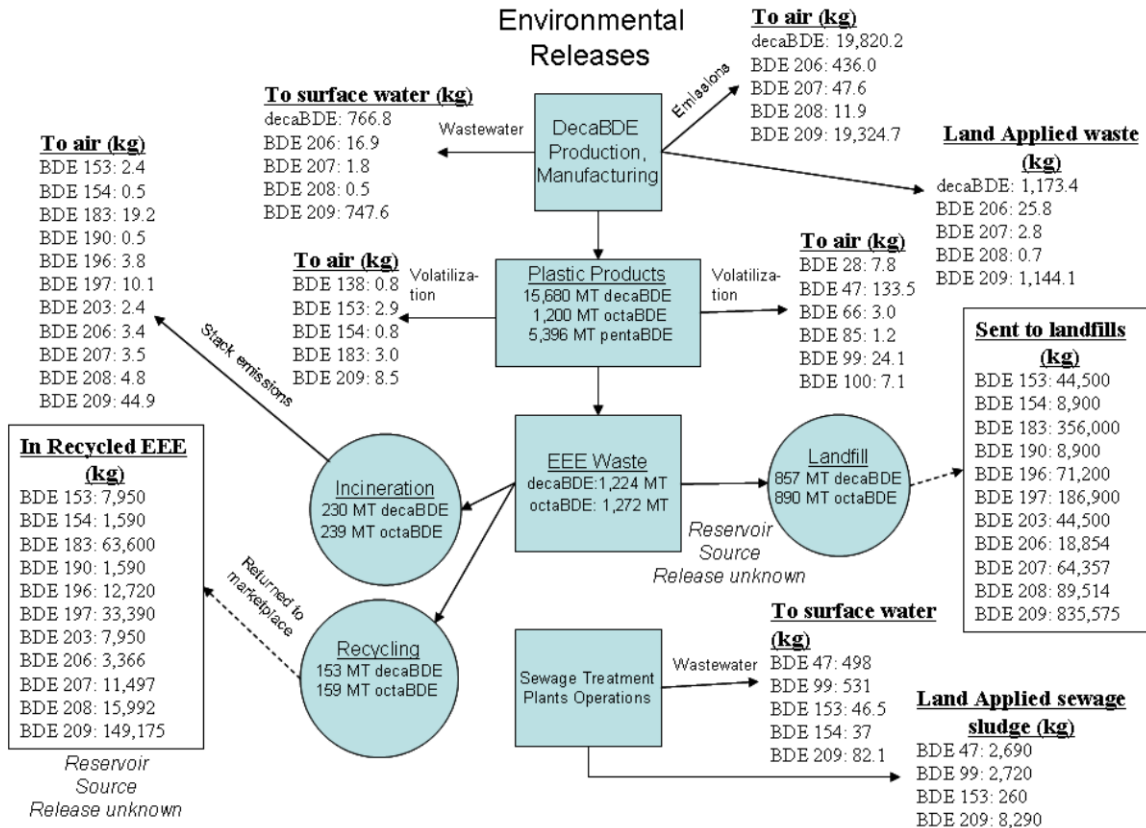 Environmental
Releases
To air (kg)
decaBDE: 19,820.2
BDE 206: 436.0
BDE 207: 47.6
BDE 208: 11.9
BDE 209: 19,324.7
Emissions
To surface water (kg)
decaBDE: 766.8
BDE 206: 16.9
BDE 207: 1.8
BDE 208: 0.5
BDE 209: 747.6
Wastewater
DecaBDE
Production,
Manufacturing
Land Applied waste
(kg)
decaBDE: 1,173.4
BDE 206: 25.8
BDE 207: 2.8
BDE 208: 0.7
BDE 209: 1,144.1
To air (kg)
BDE 153: 2.4
BDE 154: 0.5
BDE 183: 19.2
BDE 190: 0.5
BDE 196: 3.8
BDE 197: 10.1
BDE 203: 2.4
BDE 206: 3.4
BDE 207: 3.5
BDE 208: 4.8
BDE 209: 44.9
Stack emissions
To air (kg)
BDE 138: 0.8
BDE 153: 2.9
BDE 154: 0.8
BDE 183: 3.0
BDE 209: 8.5
Volatiliza-
tion
Plastic Products
15,680 MT decaBDE
1,200 MT octaBDE
5,396 MT pentaBDE
Volatiliza-
tion
To air (kg)
BDE 28: 7.8
BDE 47: 133.5
BDE 66: 3.0
BDE 85: 1.2
BDE 99: 24.1
BDE 100: 7.1
Sent to landfills
(kg)
BDE 153: 44,500
BDE 154: 8,900
BDE 183: 356,000
BDE 190: 8,900
BDE 196: 71,200
BDE 197: 186,900
BDE 203: 44,500
BDE 206: 18,854
BDE 207: 64,357
BDE 208: 89,514
BDE 209: 835,575
In Recycled EEE
(kg)
BDE 153: 7,950
BDE 154: 1,590
BDE 183: 63,600
BDE 190: 1,590
BDE 196: 12,720
BDE 197: 33,390
BDE 203: 7,950
BDE 206: 3,366
BDE 207: 11,497
BDE 208: 15,992
BDE 209: 149,175
Reservoir
Source
Release unknown
Incineration
230 MT decaBDE
239 MT octaBDE
EEE Waste
decaBDE:1,224 MT
octaBDE: 1,272 MT
Landfill
857 MT decaBDE
890 MT octaBDE
Reservoir
Source
Release unknown
Returned to
marketplace
Recycling
153 MT decaBDE
159 MT octaBDE
Sewage Treatment
Plants Operations
Wastewater
To surface water
(kg)
BDE 47: 498
BDE 99: 531
BDE 153: 46.5
BDE 154: 37
BDE 209: 82.1
Land Applied sewage
sludge (kg)
BDE 47: 2,690
BDE 99: 2,720
BDE 153: 260
BDE 209: 8,290